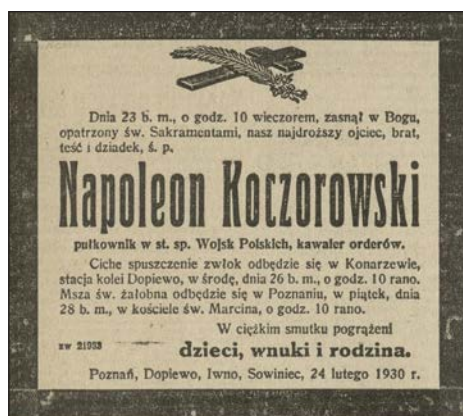 Dnia 23 b. m., o godz. 10 wieczorem, zasnął w Bogu,
opatrzony św. Sakramentami, nasz najdroższy ojciec, brat,
teść i dziadek, ś. p.
Napoleon Koczorowski
pułkownik w st. sp. Wojsk Polskich, kawaler orderów.
Ciche spuszczenie zwłok odbędzie się w Konarzewie,
stacja kolei Dopiewo, w środę, dnia 26 b. m., o godz. 10 rano.
Msza św. żałobna odbędzie się w Poznaniu, w piątek, dnia
28 b. m., w kościele św. Marcina, o godz. 10 rano.
W ciężkim smutku pogrążeni
zw 21933 dzieci, wnuki i rodzina.
Poznań, Dopiewo, Iwno, Sowiniec, 24 lutego 1930 r.